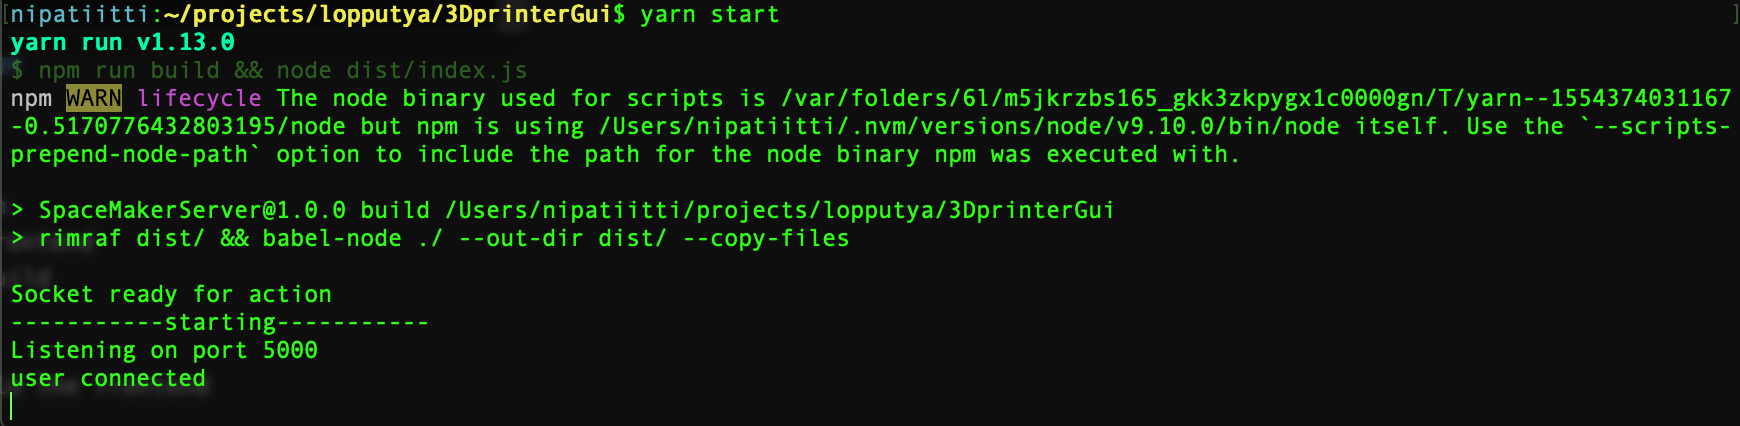 [nipatiitti:~/projects/lopputya/3DprinterGui$ yarn start ]
yarn run v1.13.0
$ npm run build && node dist/index.js
npm WARN lifecycle The node binary used for scripts is /var/folders/6l/m5jkrzbs165_gkk3zkpygx1c0000gn/T/yarn--1554374031167
-0.5170776432803195/node but npm is using /Users/nipatiitti/.nvm/versions/node/v9.10.0/bin/node itself. Use the `--scripts-
prepend-node-path` option to include the path for the node binary npm was executed with.
> SpaceMakerServer@1.0.0 build /Users/nipatiitti/projects/lopputya/3DprinterGui
> rimraf dist/ && babel-node ./ --out-dir dist/ --copy-files
Socket ready for action
-----------starting-----------
Listening on port 5000
user connected